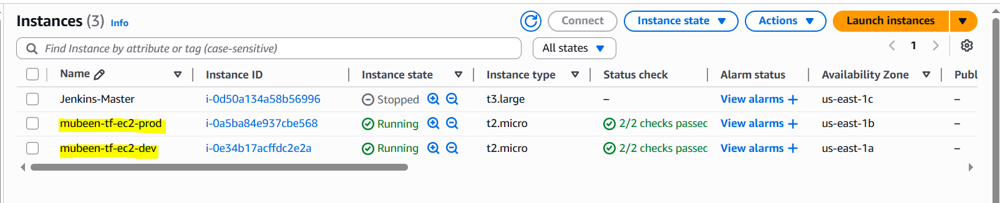 Instances (3) Info Connect Instance state Actions Launch instances
Find Instance by attribute or tag (case-sensitive) All states 1
Name Instance ID Instance state Instance type Status check Alarm status Availability Zone Publ
Jenkins-Master i-0d50a134a58b56996 Stopped t3.large – View alarms + us-east-1c –
mubeen-tf-ec2-prod i-0a5ba84e937cbe568 Running t2.micro 2/2 checks passec View alarms + us-east-1b –
mubeen-tf-ec2-dev i-0e34b17acffdc2e2a Running t2.micro 2/2 checks passec View alarms + us-east-1a –